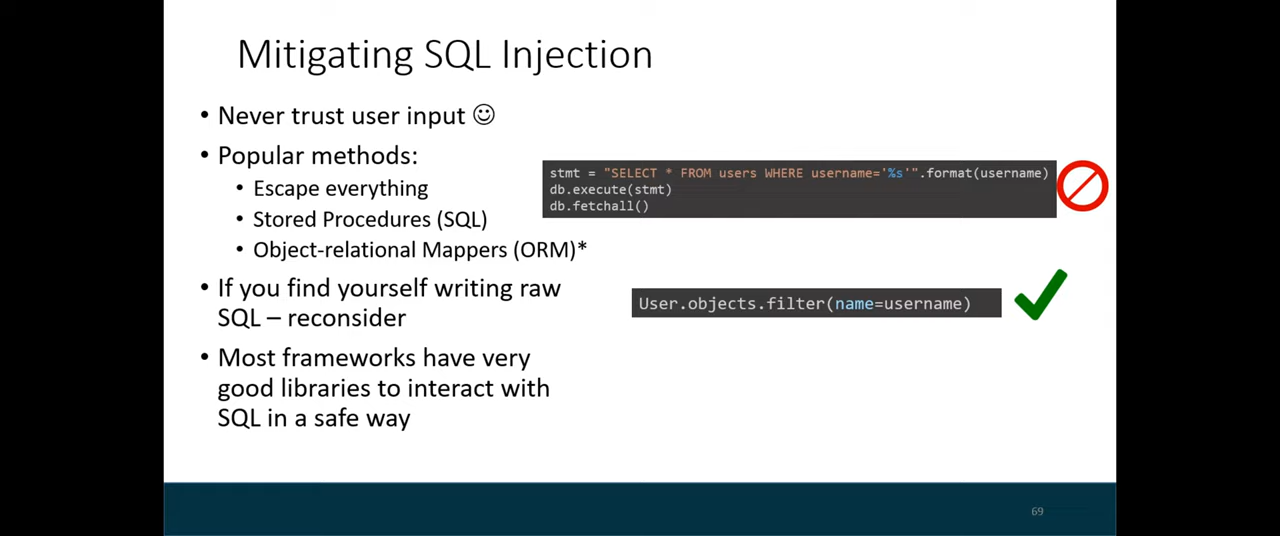 Mitigating SQL Injection
• Never trust user input ☺
• Popular methods:
• Escape everything
• Stored Procedures (SQL)
• Object-relational Mappers (ORM)*
• If you find yourself writing raw
SQL – reconsider
• Most frameworks have very
good libraries to interact with
SQL in a safe way
stmt = "SELECT * FROM users WHERE username='%s'".format(username)
db.execute(stmt)
db.fetchall()
User.objects.filter(name=username)
69